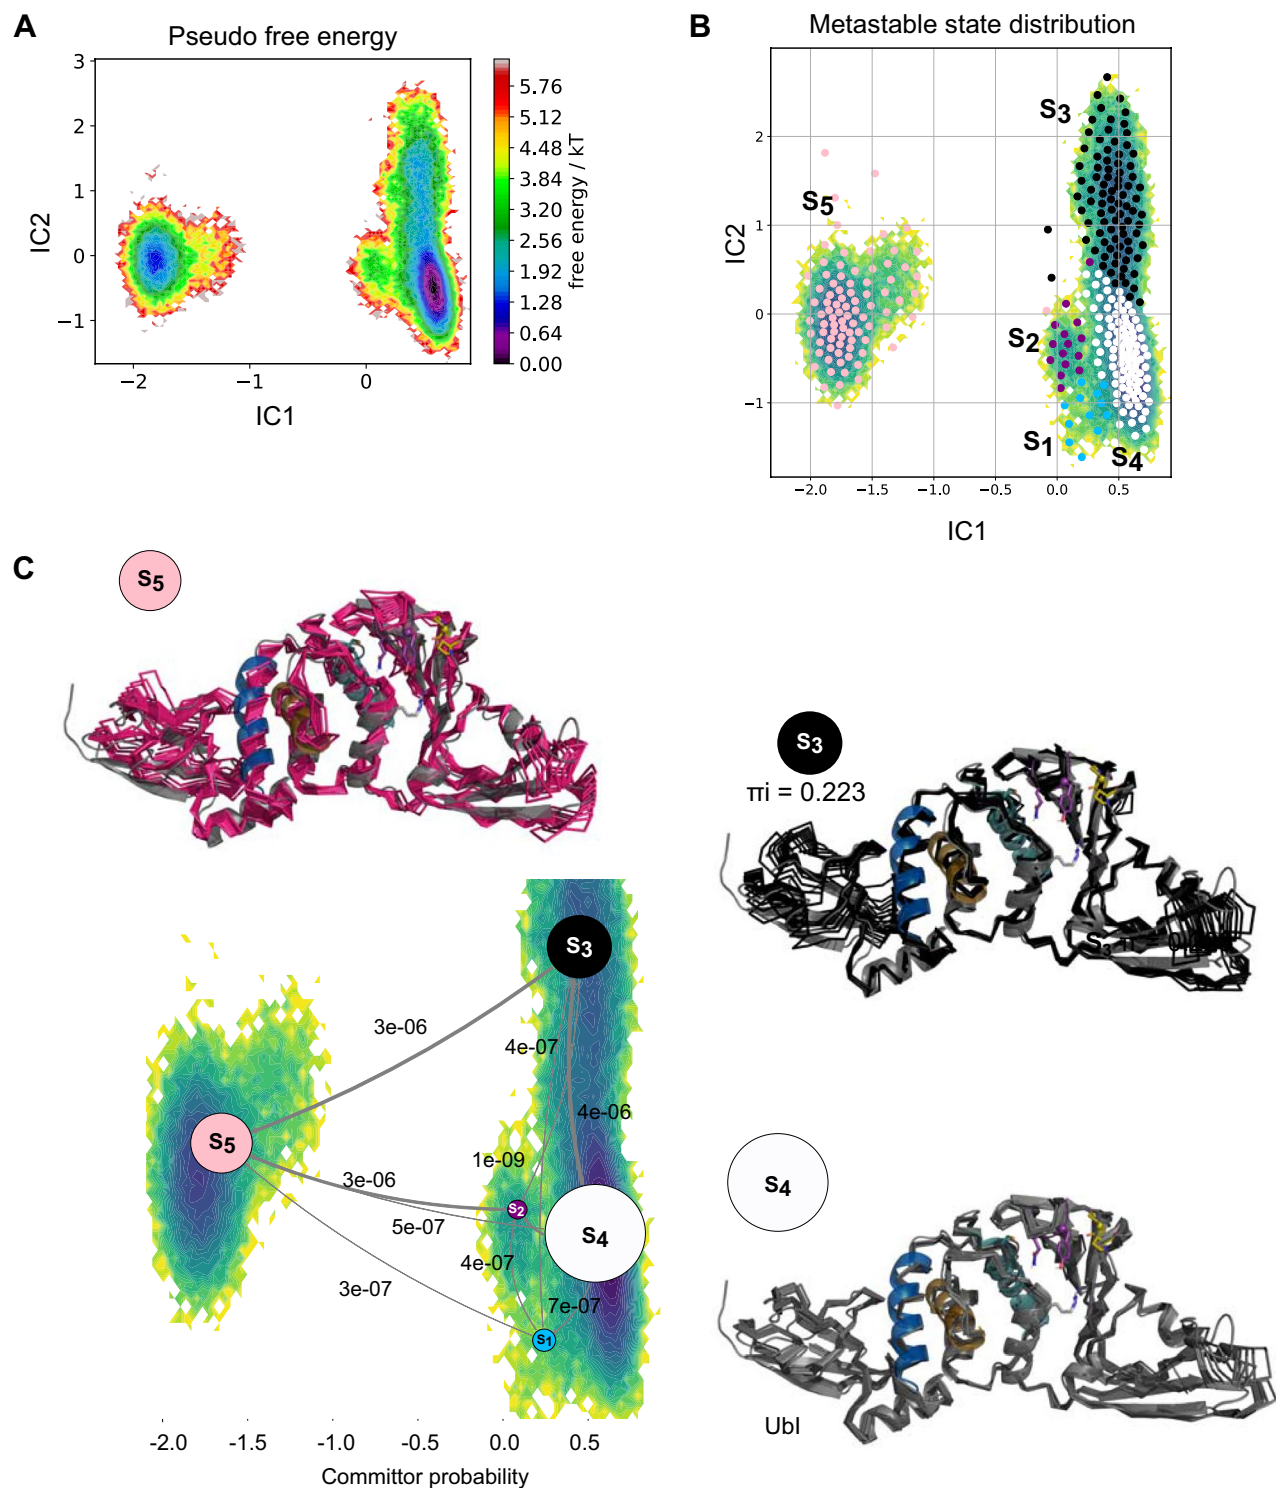 A
Pseudo free energy
3
2
1
0
−1
IC2
−2
−1
0
IC1
5.76
5.12
4.48
3.84
3.20
2.56
1.92
1.28
0.64
0.00
free energy / kT
B
Metastable state distribution
2
1
0
−1
IC2
S3
S5
S2
S1
S4
−2.0
−1.5
−1.0
−0.5
0.0
0.5
IC1
C
S5
S3
πi = 0.223
S3
S3
3e-06
4e-07
4e-06
S5
1e-09
3e-06
S2
5e-07
S4
4e-07
3e-07
7e-07
S1
-2.0
-1.5
-1.0
-0.5
0.0
0.5
Committor probability
S4
Ubl